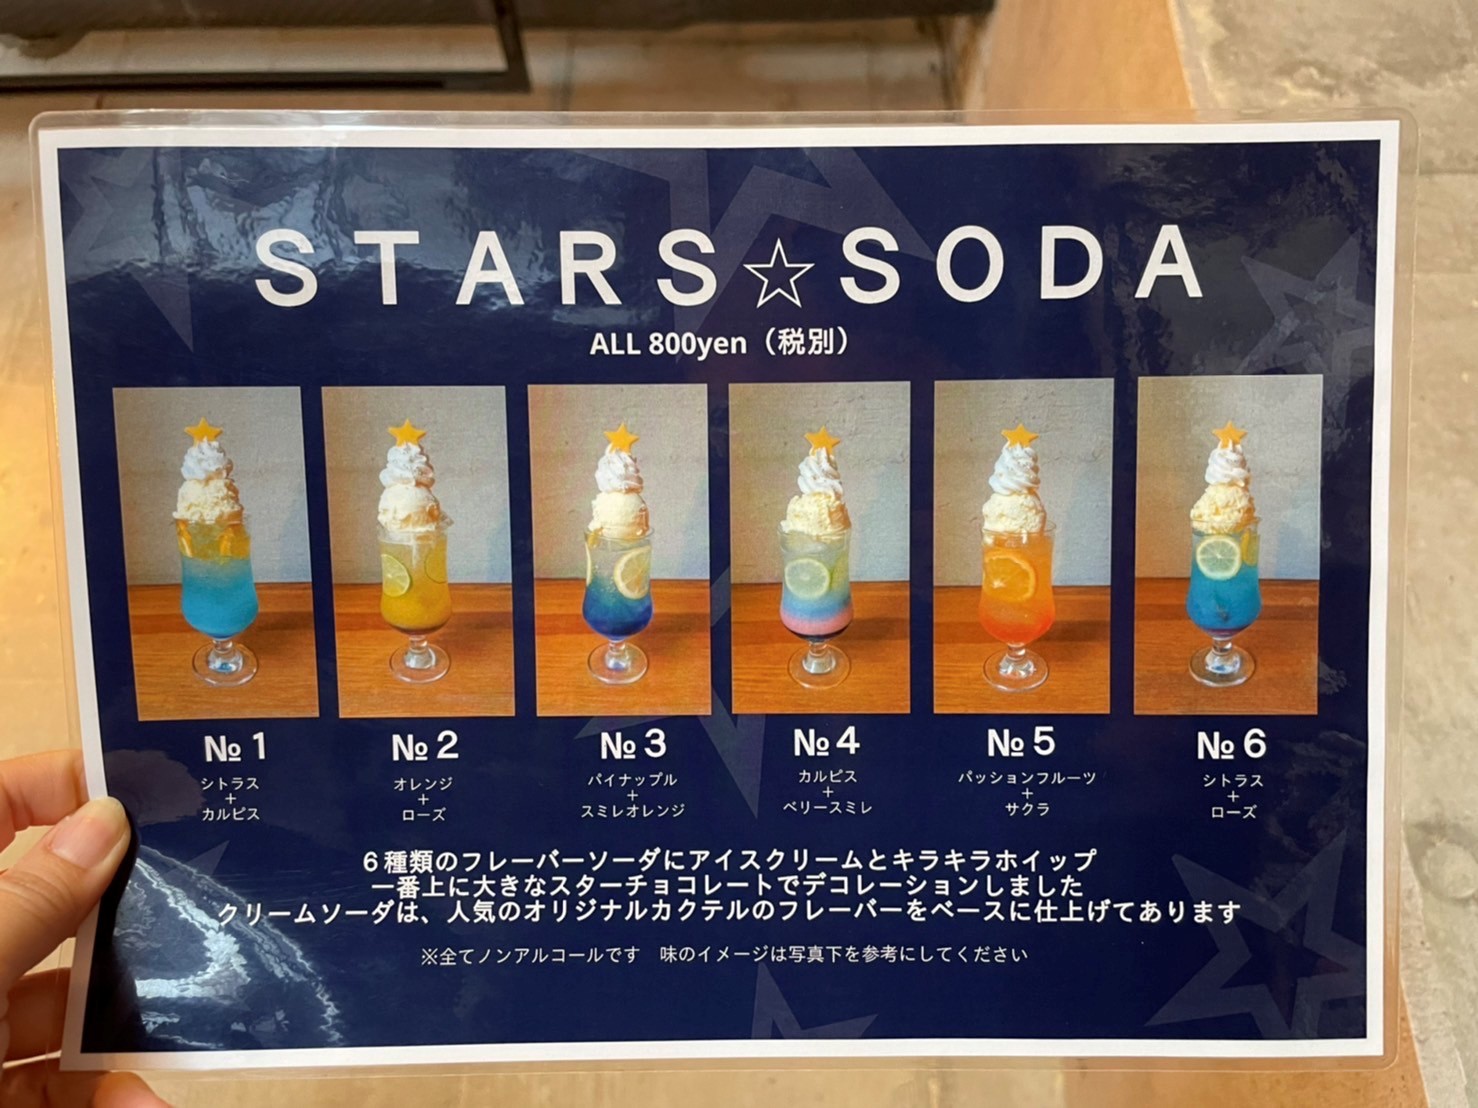 STARS☆SODA
ALL 800yen（税別）
№1
シトラス
+
カルピス
№2
オレンジ
+
ローズ
№3
パイナップル
+
スミレオレンジ
№4
カルピス
+
ベリースミレ
№5
パッションフルーツ
+
サクラ
№6
シトラス
+
ローズ
6種類のフレーバーソーダにアイスクリームとキラキラホイップ
一番上に大きなスターチョコレートでデコレーションしました
クリームソーダは、人気のオリジナルカクテルのフレーバーをベースに仕上げてあります
※全てノンアルコールです　味のイメージは写真下を参考にしてください